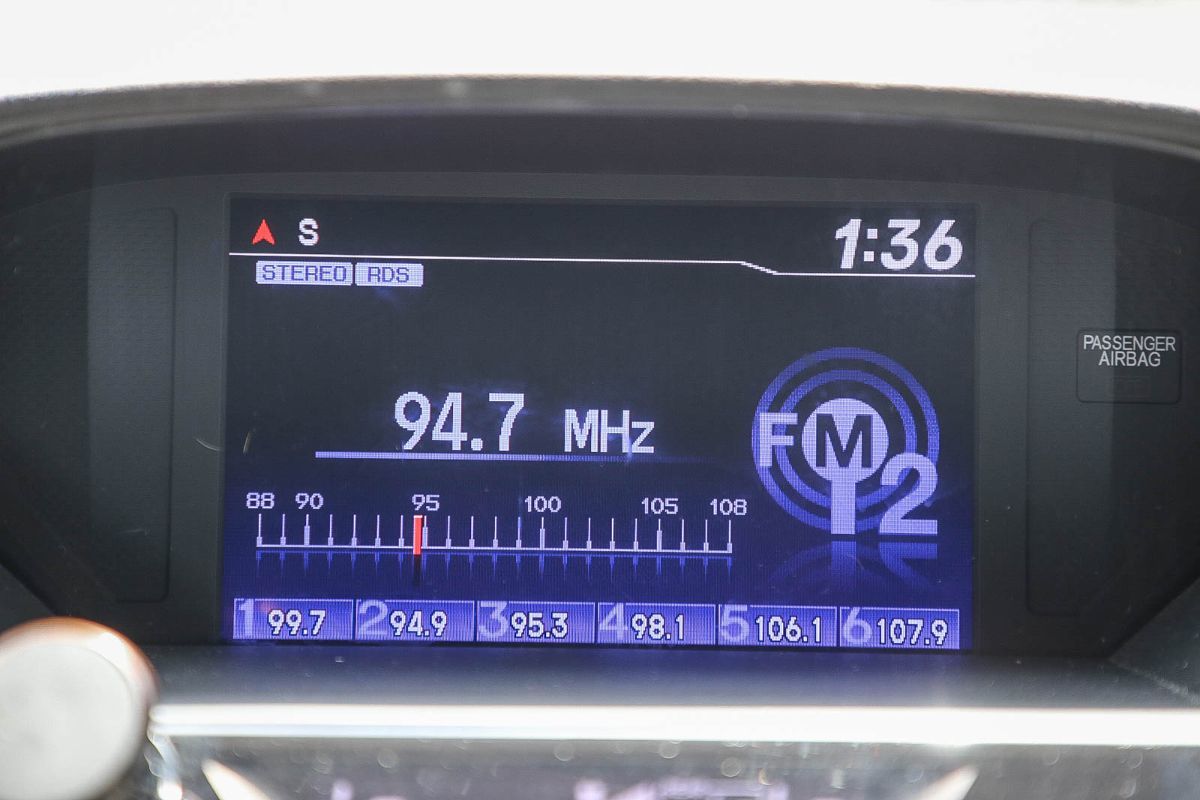 S
1:36
STEREO RDS
PASSENGER
AIRBAG
94.7 MHz
FM2
88 90 95 100 105 108
1 99.7 2 94.9 3 95.3 4 98.1 5 106.1 6 107.9